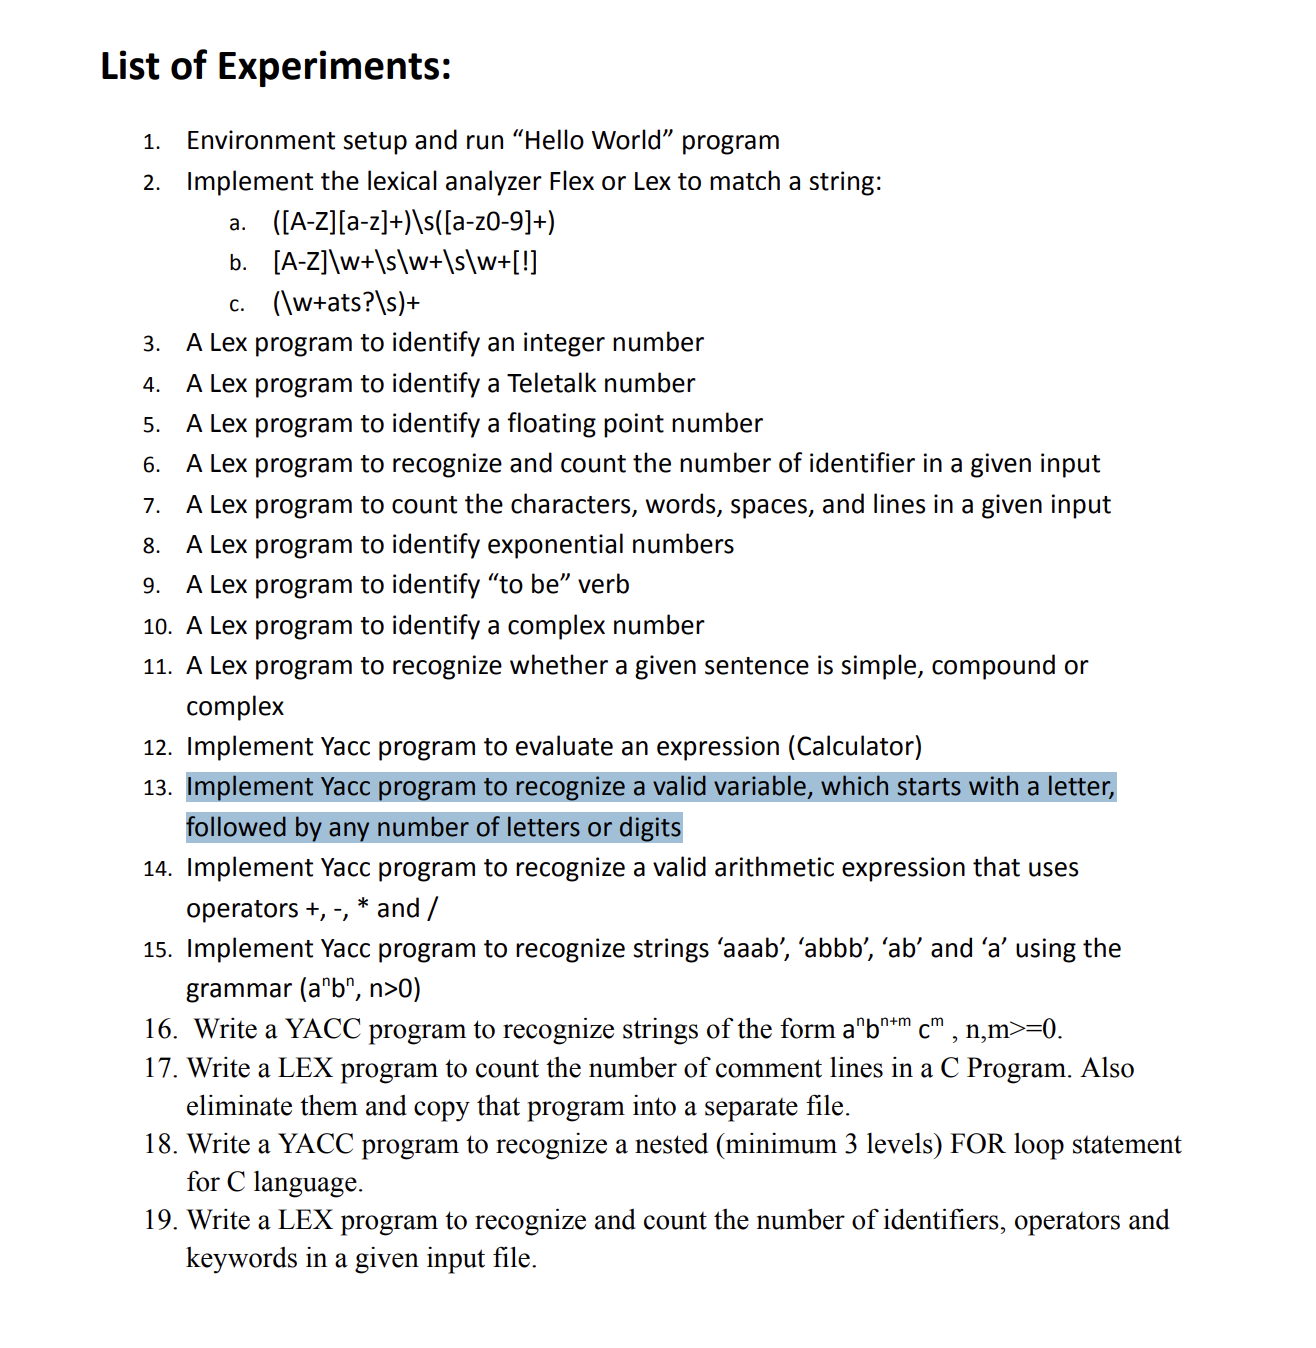 List of Experiments:
1. Environment setup and run “Hello World” program
2. Implement the lexical analyzer Flex or Lex to match a string:
a. ([A-Z][a-z]+)\s([a-z0-9]+)
b. [A-Z]\w+\s\w+\s\w+[!]
c. (\w+ats?\s)+
3. A Lex program to identify an integer number
4. A Lex program to identify a Teletalk number
5. A Lex program to identify a floating point number
6. A Lex program to recognize and count the number of identifier in a given input
7. A Lex program to count the characters, words, spaces, and lines in a given input
8. A Lex program to identify exponential numbers
9. A Lex program to identify “to be” verb
10. A Lex program to identify a complex number
11. A Lex program to recognize whether a given sentence is simple, compound or
complex
12. Implement Yacc program to evaluate an expression (Calculator)
13. Implement Yacc program to recognize a valid variable, which starts with a letter,
followed by any number of letters or digits
14. Implement Yacc program to recognize a valid arithmetic expression that uses
operators +, -, * and /
15. Implement Yacc program to recognize strings ‘aaab’, ‘abbb’, ‘ab’ and ‘a’ using the
grammar (aⁿbⁿ, n>0)
16. Write a YACC program to recognize strings of the form aⁿbⁿ⁺ᵐ cᵐ , n,m>=0.
17. Write a LEX program to count the number of comment lines in a C Program. Also
eliminate them and copy that program into a separate file.
18. Write a YACC program to recognize a nested (minimum 3 levels) FOR loop statement
for C language.
19. Write a LEX program to recognize and count the number of identifiers, operators and
keywords in a given input file.